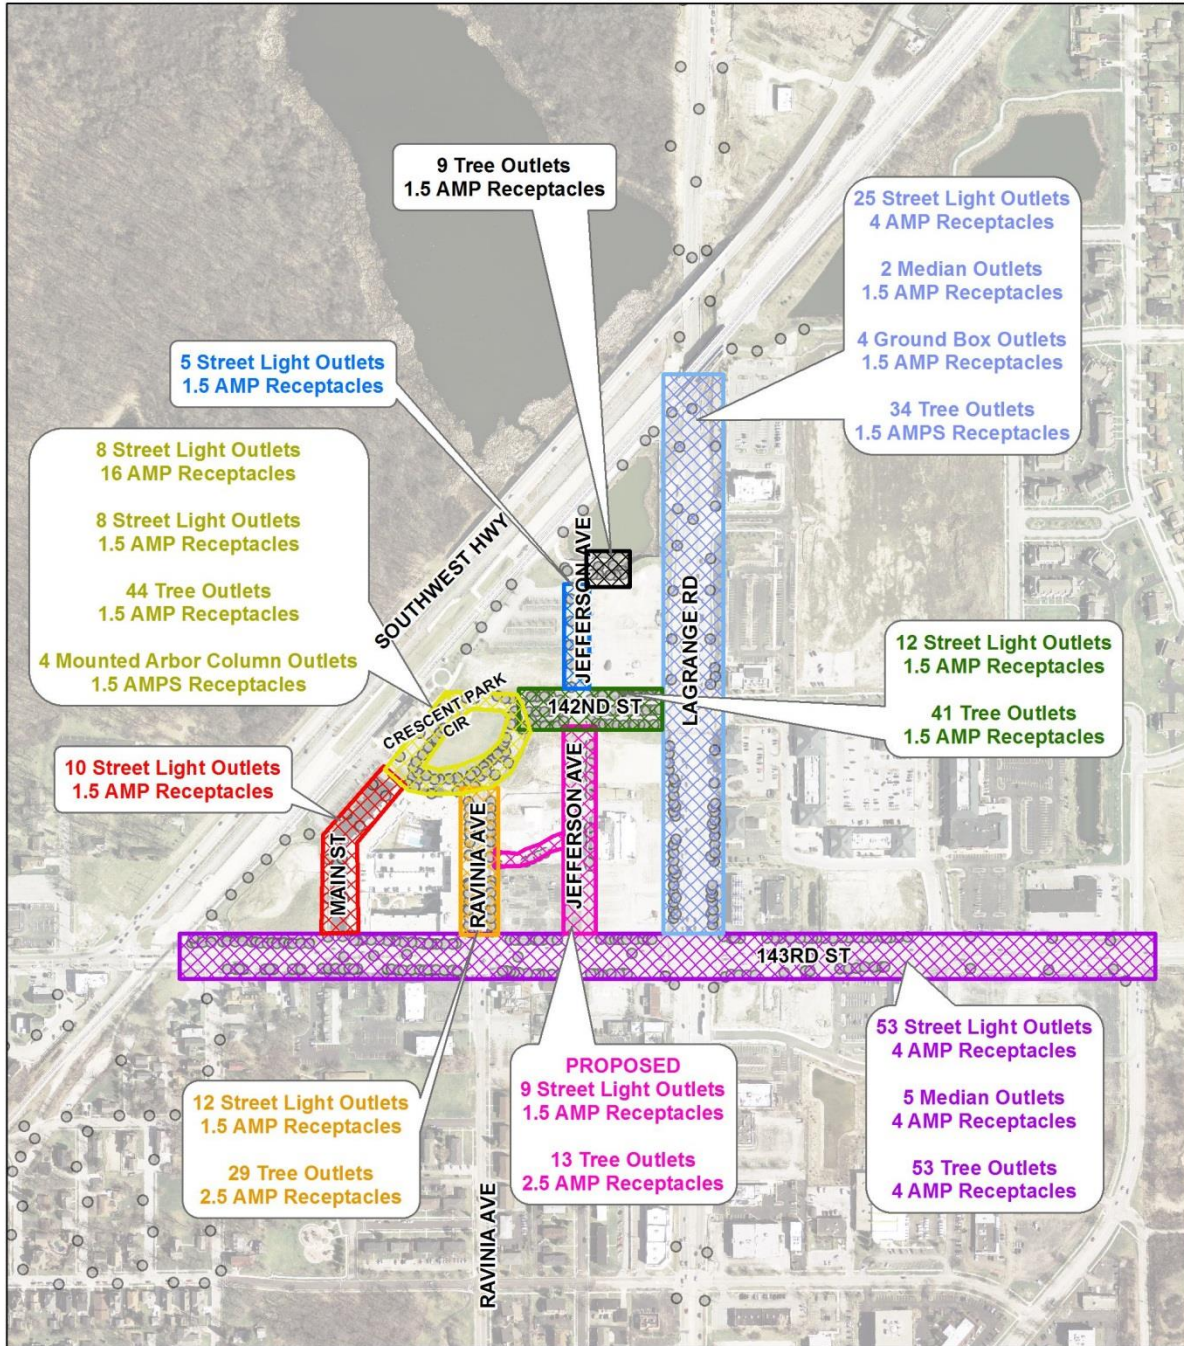 9 Tree Outlets
1.5 AMP Receptacles
25 Street Light Outlets
4 AMP Receptacles
2 Median Outlets
1.5 AMP Receptacles
4 Ground Box Outlets
1.5 AMP Receptacles
34 Tree Outlets
1.5 AMPS Receptacles
5 Street Light Outlets
1.5 AMP Receptacles
8 Street Light Outlets
16 AMP Receptacles
8 Street Light Outlets
1.5 AMP Receptacles
44 Tree Outlets
1.5 AMP Receptacles
4 Mounted Arbor Column Outlets
1.5 AMPS Receptacles
SOUTHWEST HWY
JEFFERSON AVE
LAGRANGE RD
12 Street Light Outlets
1.5 AMP Receptacles
41 Tree Outlets
1.5 AMP Receptacles
CRESCENT PARK
CIR
142ND ST
10 Street Light Outlets
1.5 AMP Receptacles
MAIN ST
RAVINIA AVE
JEFFERSON AVE
143RD ST
53 Street Light Outlets
4 AMP Receptacles
5 Median Outlets
4 AMP Receptacles
53 Tree Outlets
4 AMP Receptacles
PROPOSED
9 Street Light Outlets
1.5 AMP Receptacles
13 Tree Outlets
2.5 AMP Receptacles
12 Street Light Outlets
1.5 AMP Receptacles
29 Tree Outlets
2.5 AMP Receptacles
RAVINIA AVE